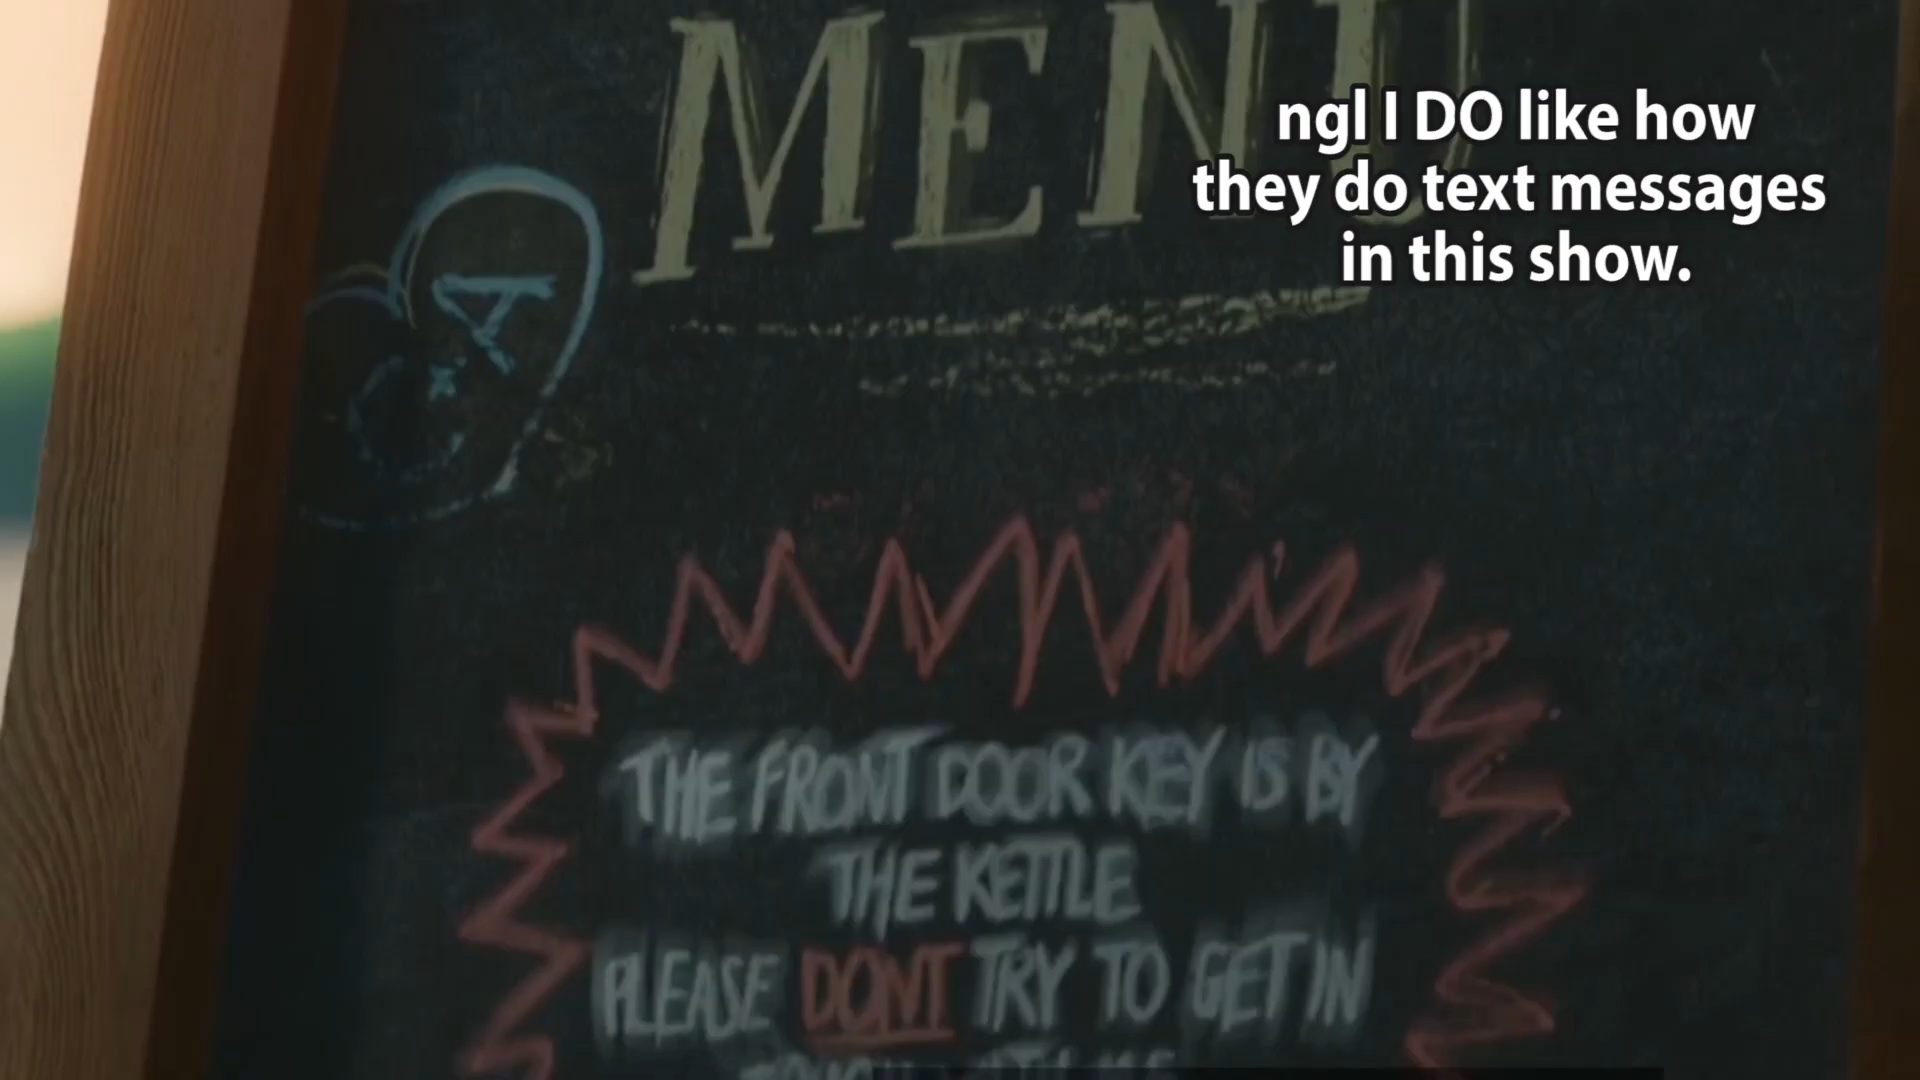 MENU
ngl I DO like how
they do text messages
in this show.
THE FRONT DOOR KEY IS BY
THE KETTLE
PLEASE DONT TRY TO GET IN